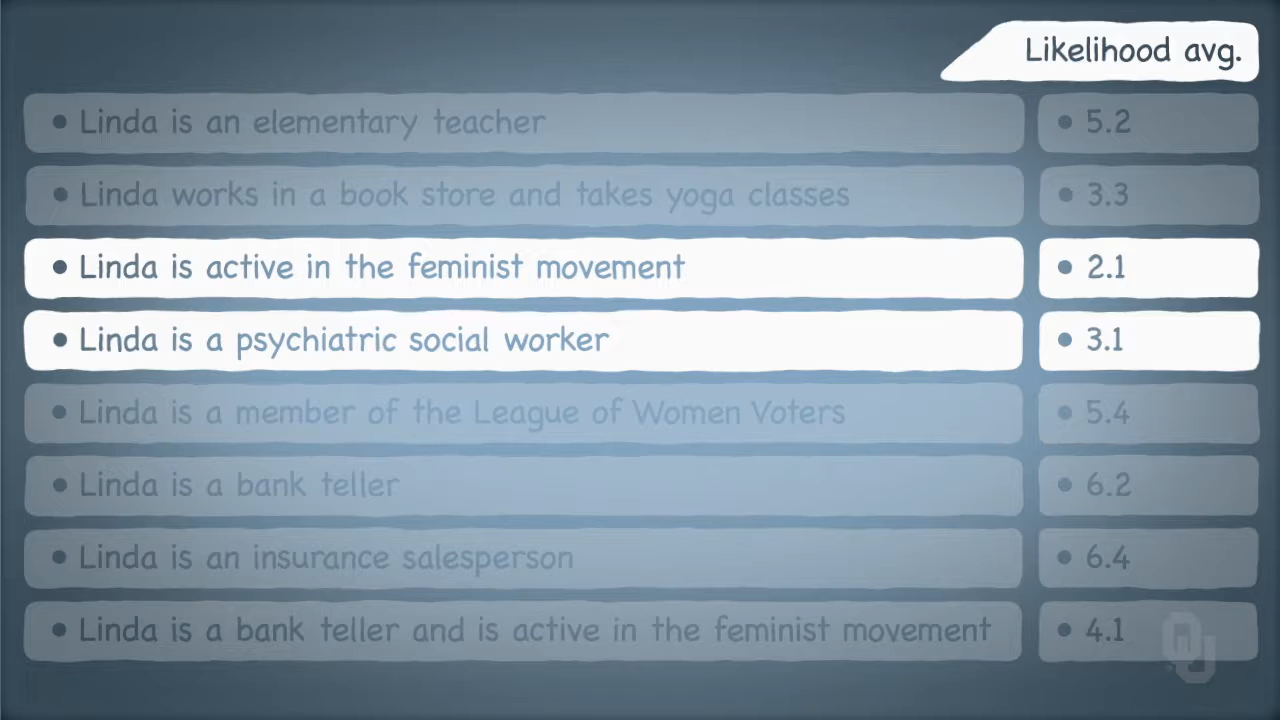 Likelihood avg.
• Linda is an elementary teacher • 5.2
• Linda works in a book store and takes yoga classes • 3.3
• Linda is active in the feminist movement • 2.1
• Linda is a psychiatric social worker • 3.1
• Linda is a member of the League of Women Voters • 5.4
• Linda is a bank teller • 6.2
• Linda is an insurance salesperson • 6.4
• Linda is a bank teller and is active in the feminist movement • 4.1